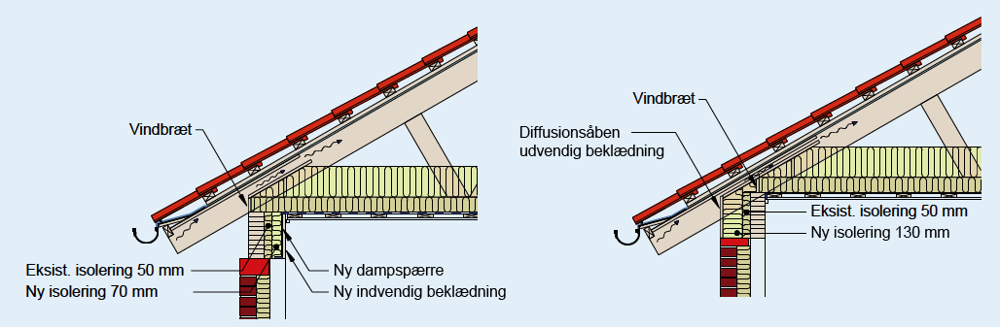 Vindbræt
Eksist. isolering 50 mm
Ny isolering 70 mm
Ny dampspærre
Ny indvendig beklædning
Vindbræt
Diffusionsåben
udvendig beklædning
Eksist. isolering 50 mm
Ny isolering 130 mm